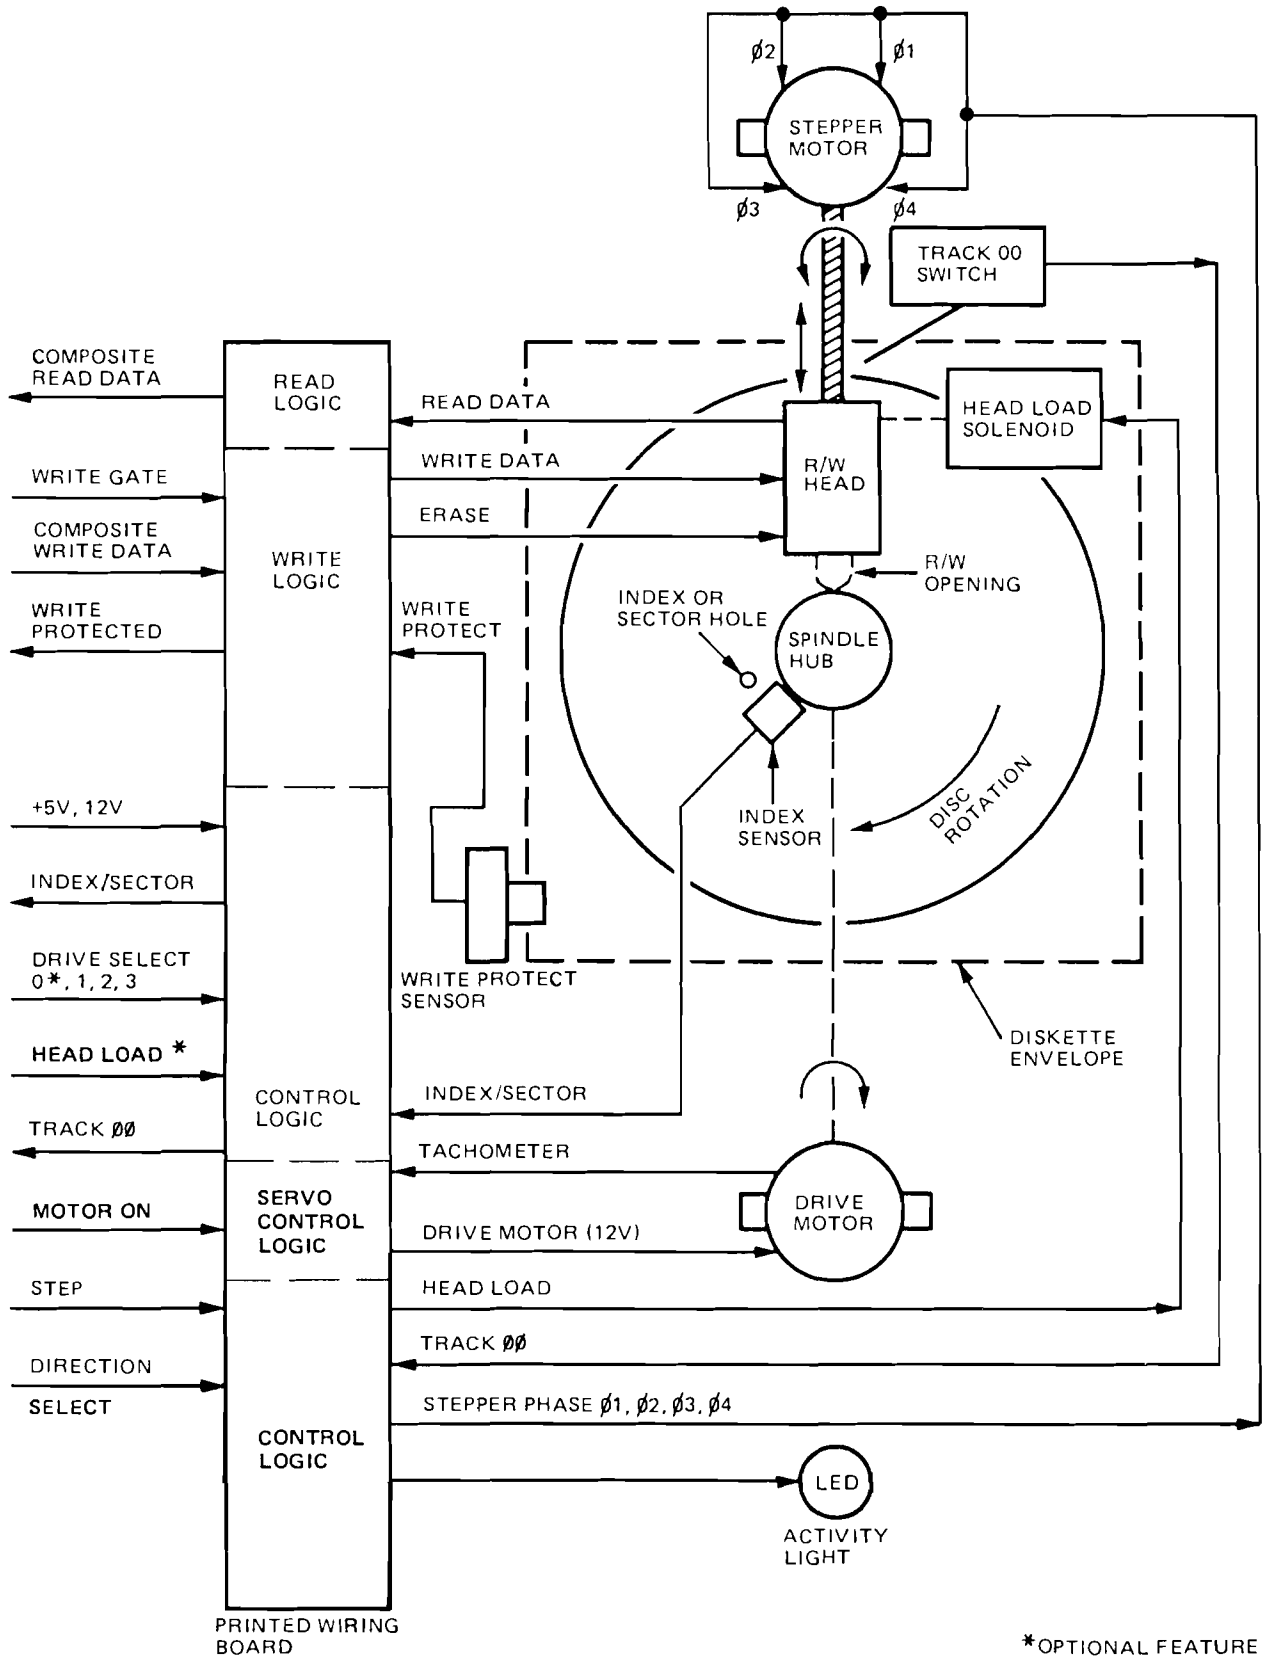 Ø2
Ø1
STEPPER
MOTOR
Ø3
Ø4
TRACK 00
SWITCH
COMPOSITE
READ DATA
READ
LOGIC
READ DATA
HEAD LOAD
SOLENOID
WRITE GATE
WRITE DATA
R/W
HEAD
COMPOSITE
WRITE DATA
ERASE
WRITE
LOGIC
R/W
OPENING
WRITE
PROTECTED
WRITE
PROTECT
INDEX OR
SECTOR HOLE
SPINDLE
HUB
+5V, 12V
INDEX
SENSOR
DISC
ROTATION
INDEX/SECTOR
DRIVE SELECT
0*, 1, 2, 3
WRITE PROTECT
SENSOR
DISKETTE
ENVELOPE
HEAD LOAD *
CONTROL
LOGIC
INDEX/SECTOR
TRACK ØØ
TACHOMETER
MOTOR ON
SERVO
CONTROL
LOGIC
DRIVE MOTOR (12V)
DRIVE
MOTOR
STEP
HEAD LOAD
TRACK ØØ
DIRECTION
SELECT
STEPPER PHASE Ø1, Ø2, Ø3, Ø4
CONTROL
LOGIC
LED
ACTIVITY
LIGHT
PRINTED WIRING
BOARD
*OPTIONAL FEATURE